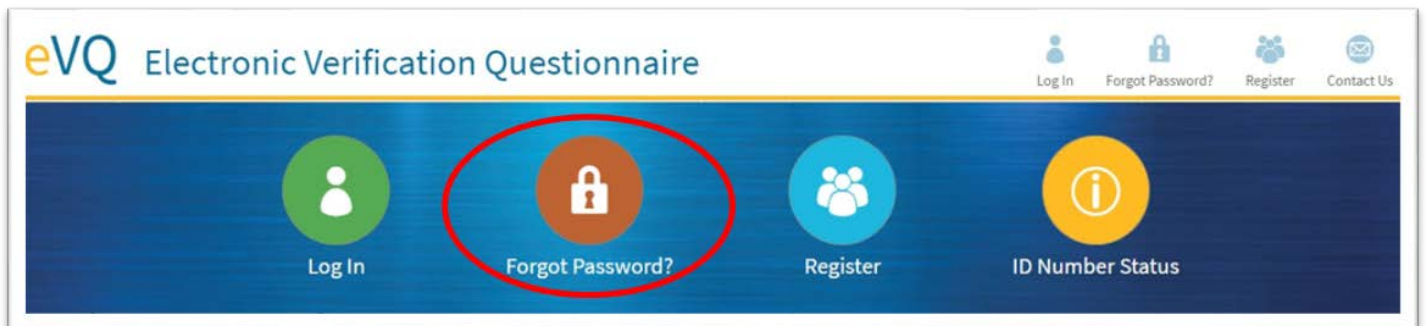 eVQ Electronic Verification Questionnaire
Log In Forgot Password? Register Contact Us
Log In Forgot Password? Register ID Number Status